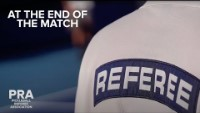 AT THE END OF
THE MATCH
PRA
REFEREE